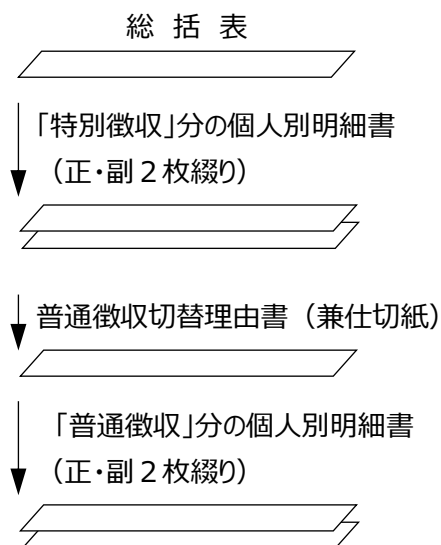 総 括 表
「特別徴収」分の個人別明細書
（正・副２枚綴り）
普通徴収切替理由書（兼仕切紙）
「普通徴収」分の個人別明細書
（正・副２枚綴り）